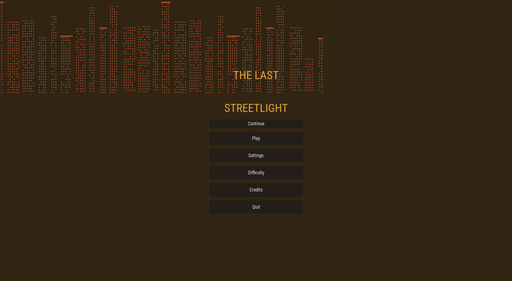 THE LAST
STREETLIGHT
Continue
Play
Settings
Difficulty
Credits
Quit